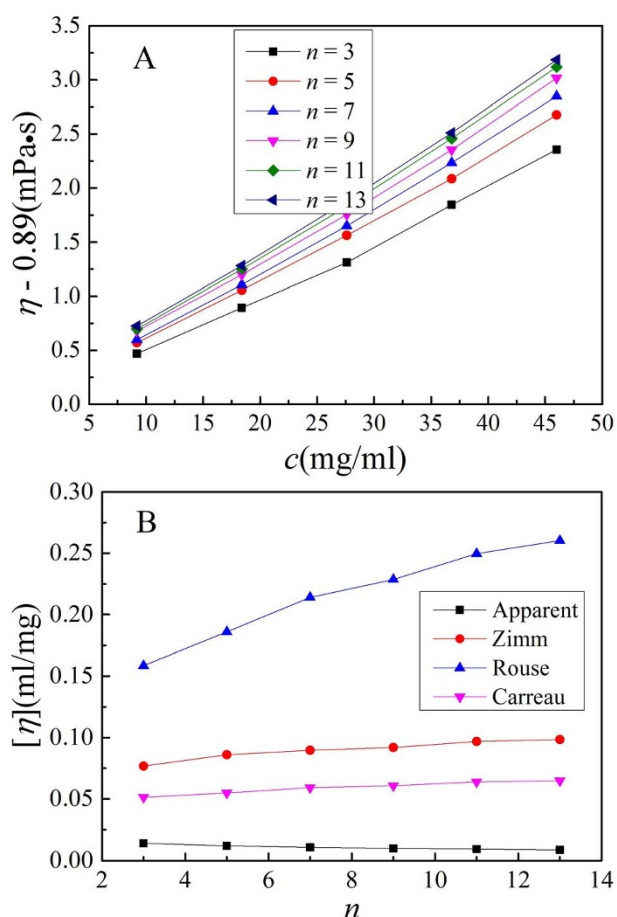 A
n = 3
n = 5
n = 7
n = 9
n = 11
n = 13
η - 0.89(mPa•s)
3.5
3.0
2.5
2.0
1.5
1.0
0.5
0.0
5 10 15 20 25 30 35 40 45 50
c(mg/ml)
B
Apparent
Zimm
Rouse
Carreau
[η](ml/mg)
0.30
0.25
0.20
0.15
0.10
0.05
0.00
2 4 6 8 10 12 14
n